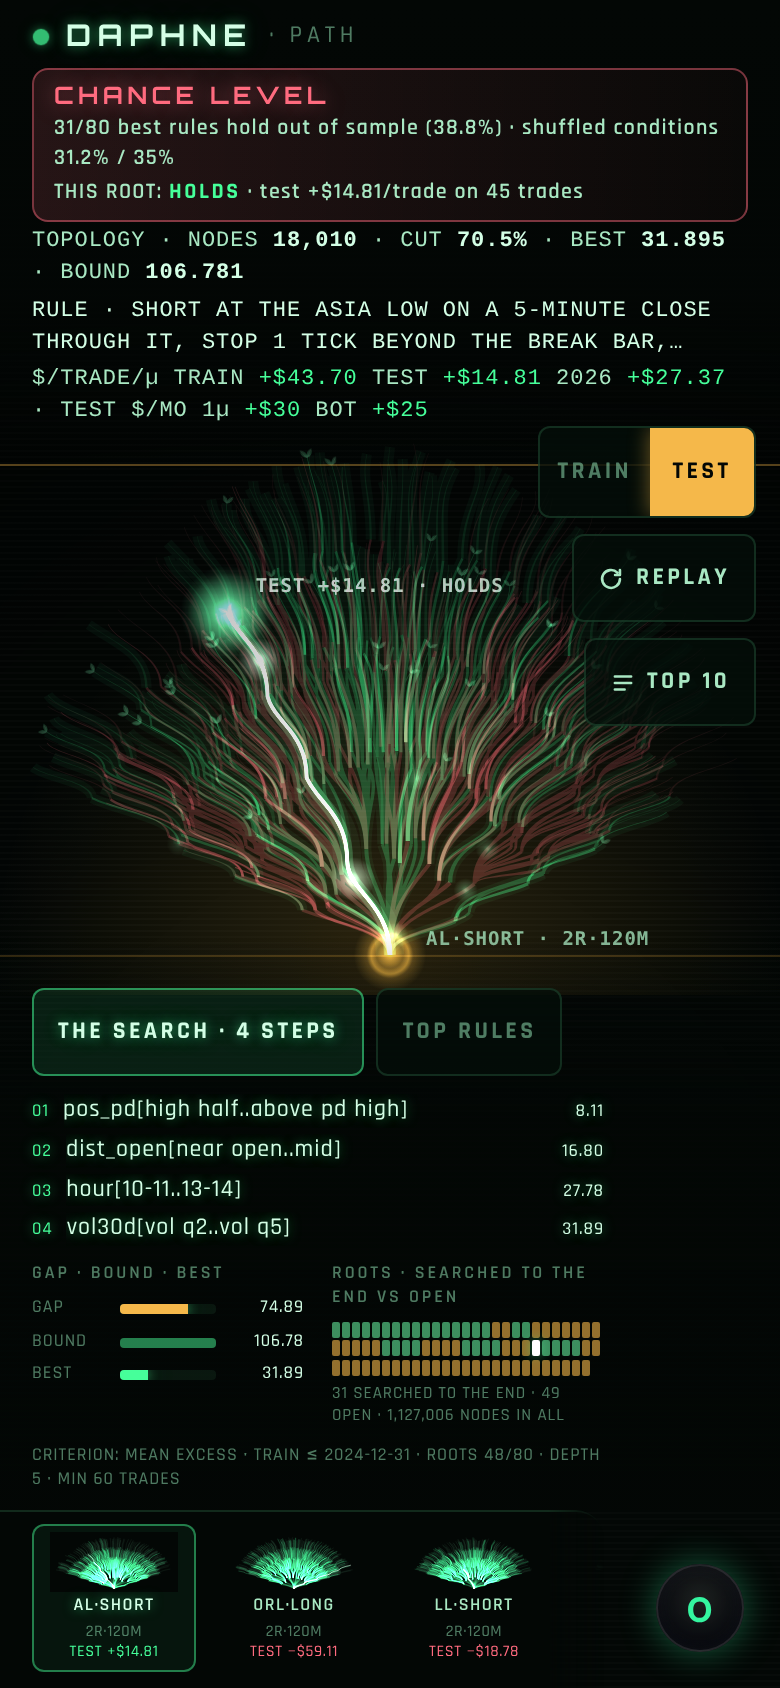 DAPHNE · PATH
CHANCE LEVEL
31/80 best rules hold out of sample (38.8%) · shuffled conditions
31.2% / 35%
THIS ROOT: HOLDS · test +$14.81/trade on 45 trades
TOPOLOGY · NODES 18,010 · CUT 70.5% · BEST 31.895
· BOUND 106.781
RULE · SHORT AT THE ASIA LOW ON A 5-MINUTE CLOSE
THROUGH IT, STOP 1 TICK BEYOND THE BREAK BAR,…
$/TRADE/µ TRAIN +$43.70 TEST +$14.81 2026 +$27.37
· TEST $/MO 1µ +$30 BOT +$25
TRAIN TEST
TEST +$14.81 · HOLDS
REPLAY
TOP 10
AL·SHORT · 2R·120M
THE SEARCH · 4 STEPS TOP RULES
01 pos_pd[high half..above pd high] 8.11
02 dist_open[near open..mid] 16.80
03 hour[10-11..13-14] 27.78
04 vol30d[vol q2..vol q5] 31.89
GAP · BOUND · BEST
GAP 74.89
BOUND 106.78
BEST 31.89
ROOTS · SEARCHED TO THE
END VS OPEN
31 SEARCHED TO THE END · 49
OPEN · 1,127,006 NODES IN ALL
CRITERION: MEAN EXCESS · TRAIN ≤ 2024-12-31 · ROOTS 48/80 · DEPTH
5 · MIN 60 TRADES
AL·SHORT ORL·LONG LL·SHORT
2R·120M 2R·120M 2R·120M
TEST +$14.81 TEST −$59.11 TEST −$18.78
O